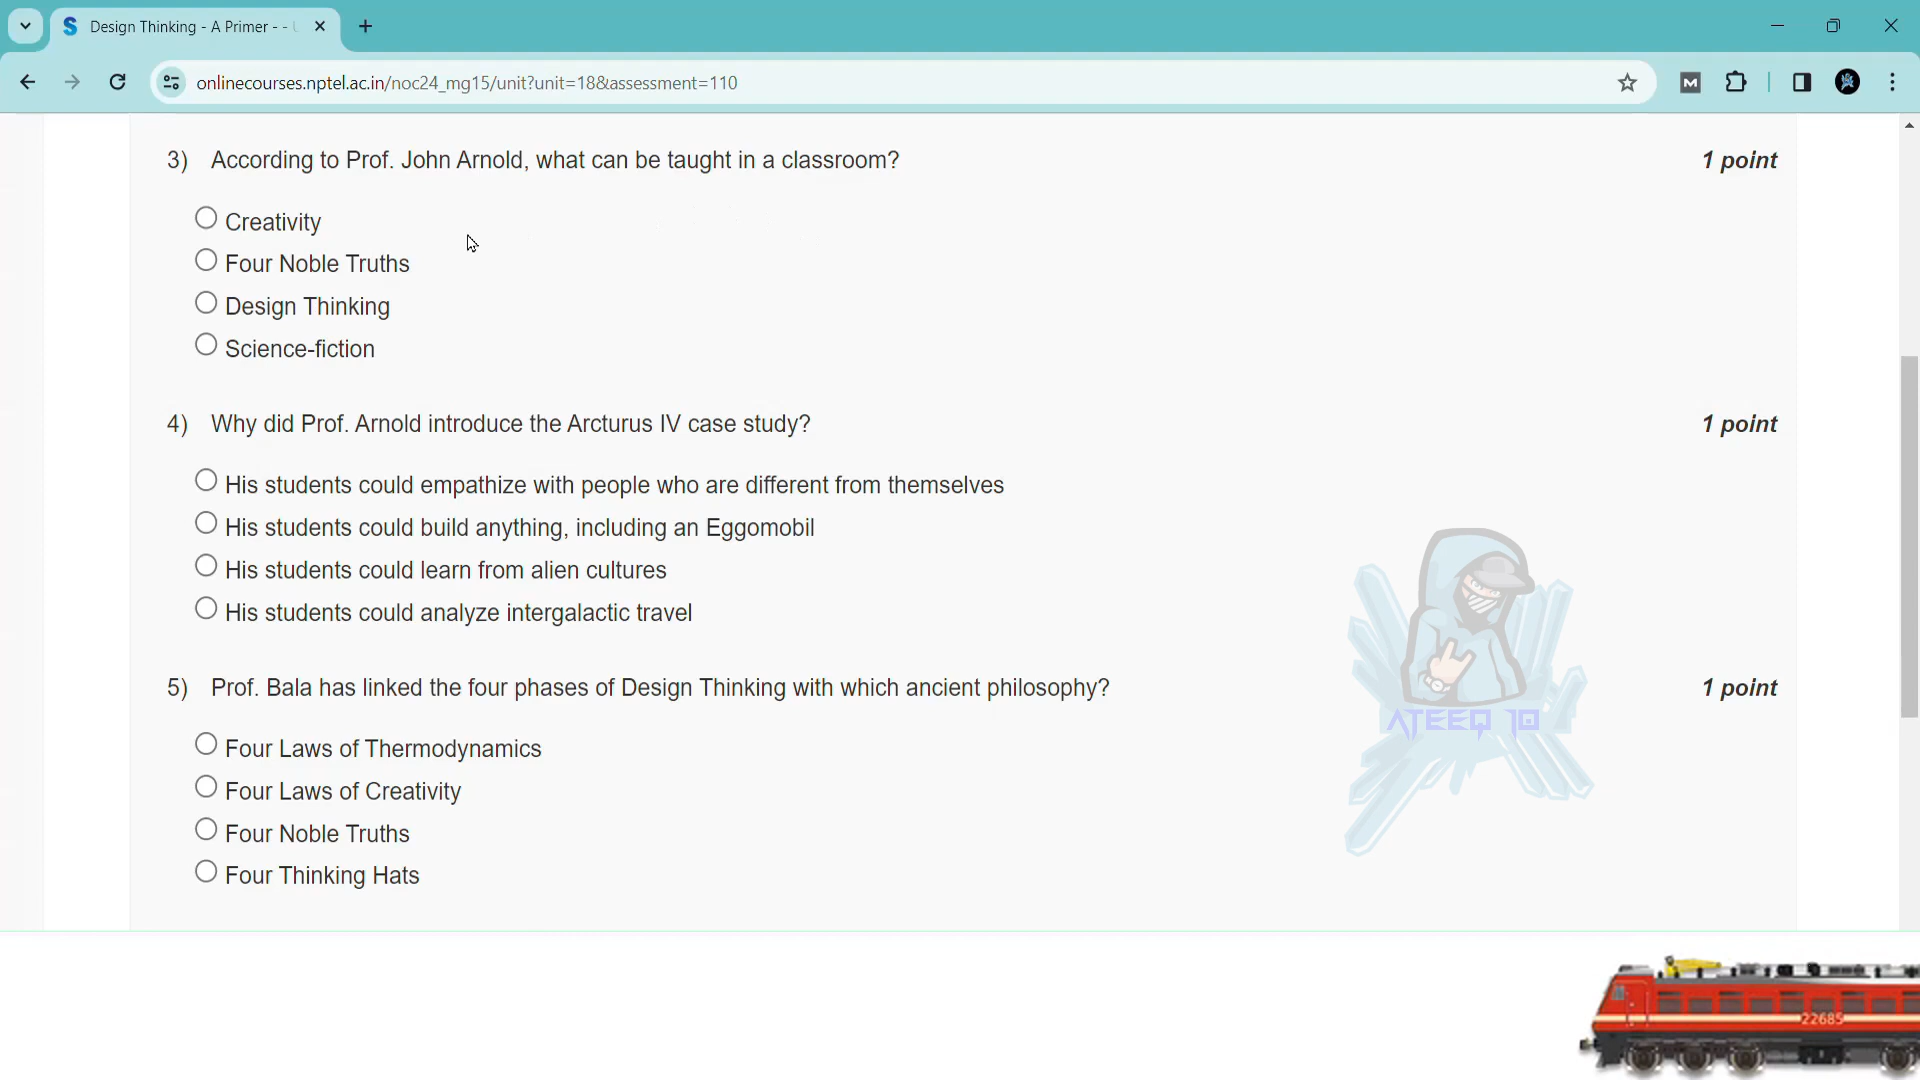 Design Thinking - A Primer - -
onlinecourses.nptel.ac.in/noc24_mg15/unit?unit=18&assessment=110
3) According to Prof. John Arnold, what can be taught in a classroom? 1 point
Creativity
Four Noble Truths
Design Thinking
Science-fiction
4) Why did Prof. Arnold introduce the Arcturus IV case study? 1 point
His students could empathize with people who are different from themselves
His students could build anything, including an Eggomobil
His students could learn from alien cultures
His students could analyze intergalactic travel
5) Prof. Bala has linked the four phases of Design Thinking with which ancient philosophy? 1 point
Four Laws of Thermodynamics
Four Laws of Creativity
Four Noble Truths
Four Thinking Hats
ATEEQ 10
22685